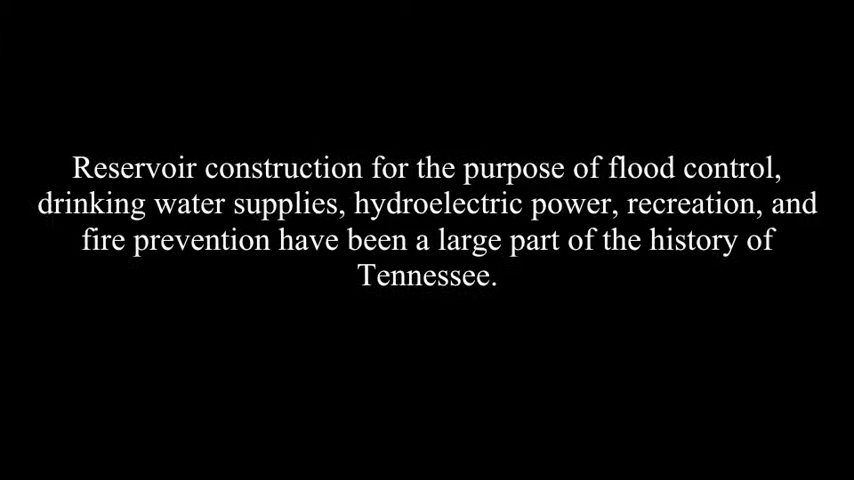 Reservoir construction for the purpose of flood control,
drinking water supplies, hydroelectric power, recreation, and
fire prevention have been a large part of the history of
Tennessee.